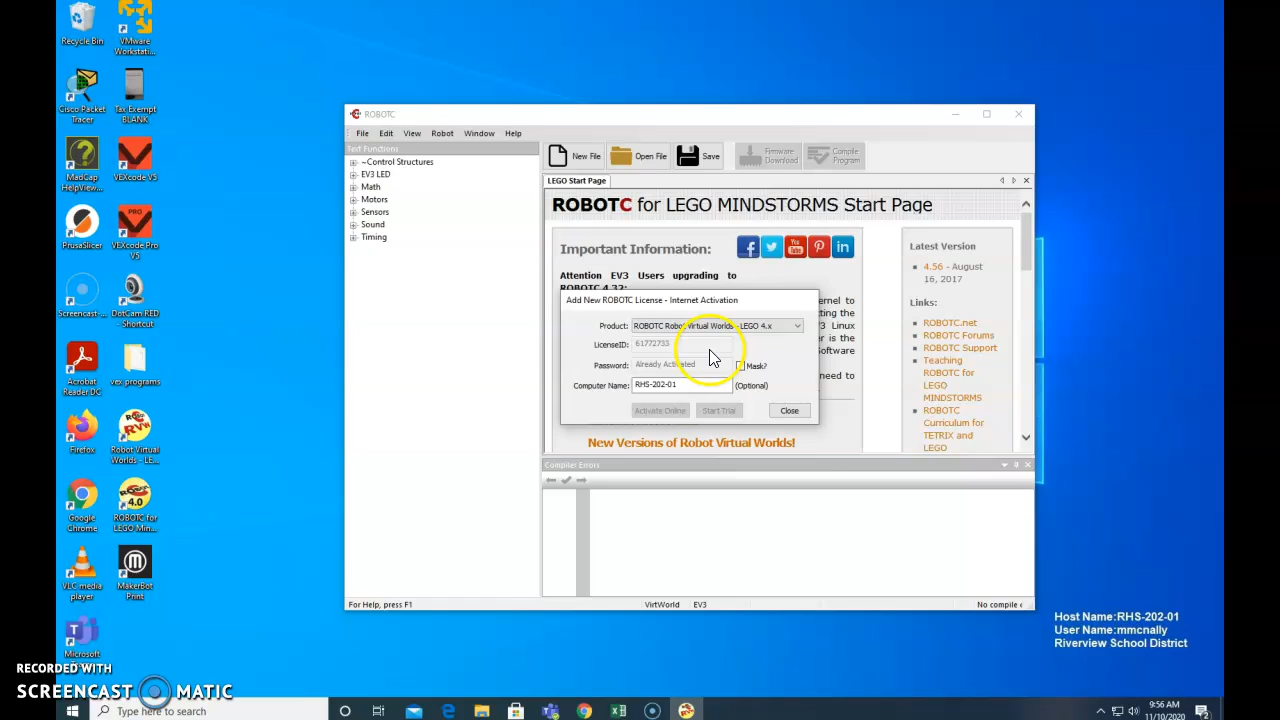 Recycle Bin
VMware
Workstati...
Cisco Packet
Tracer
Tax Exempt
BLANK
MadCap
HelpView...
VEXcode V5
PrusaSlicer
PRO
VEXcode Pro
V5
Screencast-...
DotCam-RED
- Shortcut
Acrobat
Reader DC
vex programs
Firefox
Robot Virtual
Worlds - LE...
Google
Chrome
ROBOTC for
LEGO Min...
VLC media
player
MakerBot
Print
Microsoft
RECORDED WITH
SCREENCAST MATIC
ROBOTC
File Edit View Robot Window Help
Text Functions
~Control Structures
EV3 LED
Math
Motors
Sensors
Sound
Timing
New File Open File Save
Firmware
Download
Compile
Program
LEGO Start Page
ROBOTC for LEGO MINDSTORMS Start Page
Important Information:
Attention EV3 Users upgrading to
ROBOTC 4.32:
Latest Version
4.56 - August
16, 2017
Links:
ROBOTC.net
ROBOTC Forums
ROBOTC Support
Teaching
ROBOTC for
LEGO
MINDSTORMS
ROBOTC
Curriculum for
TETRIX and
LEGO
Add New ROBOTC License - Internet Activation
Product: ROBOTC Robot Virtual Worlds - LEGO 4.x
LicenseID: 61772733
Password: Already Activated Mask?
Computer Name: RHS-202-01 (Optional)
Activate Online Start Trial Close
New Versions of Robot Virtual Worlds!
Compiler Errors
For Help, press F1 VirtWorld EV3 No compile
Host Name:RHS-202-01
User Name:mmcnally
Riverview School District
Type here to search
9:56 AM
11/10/2020